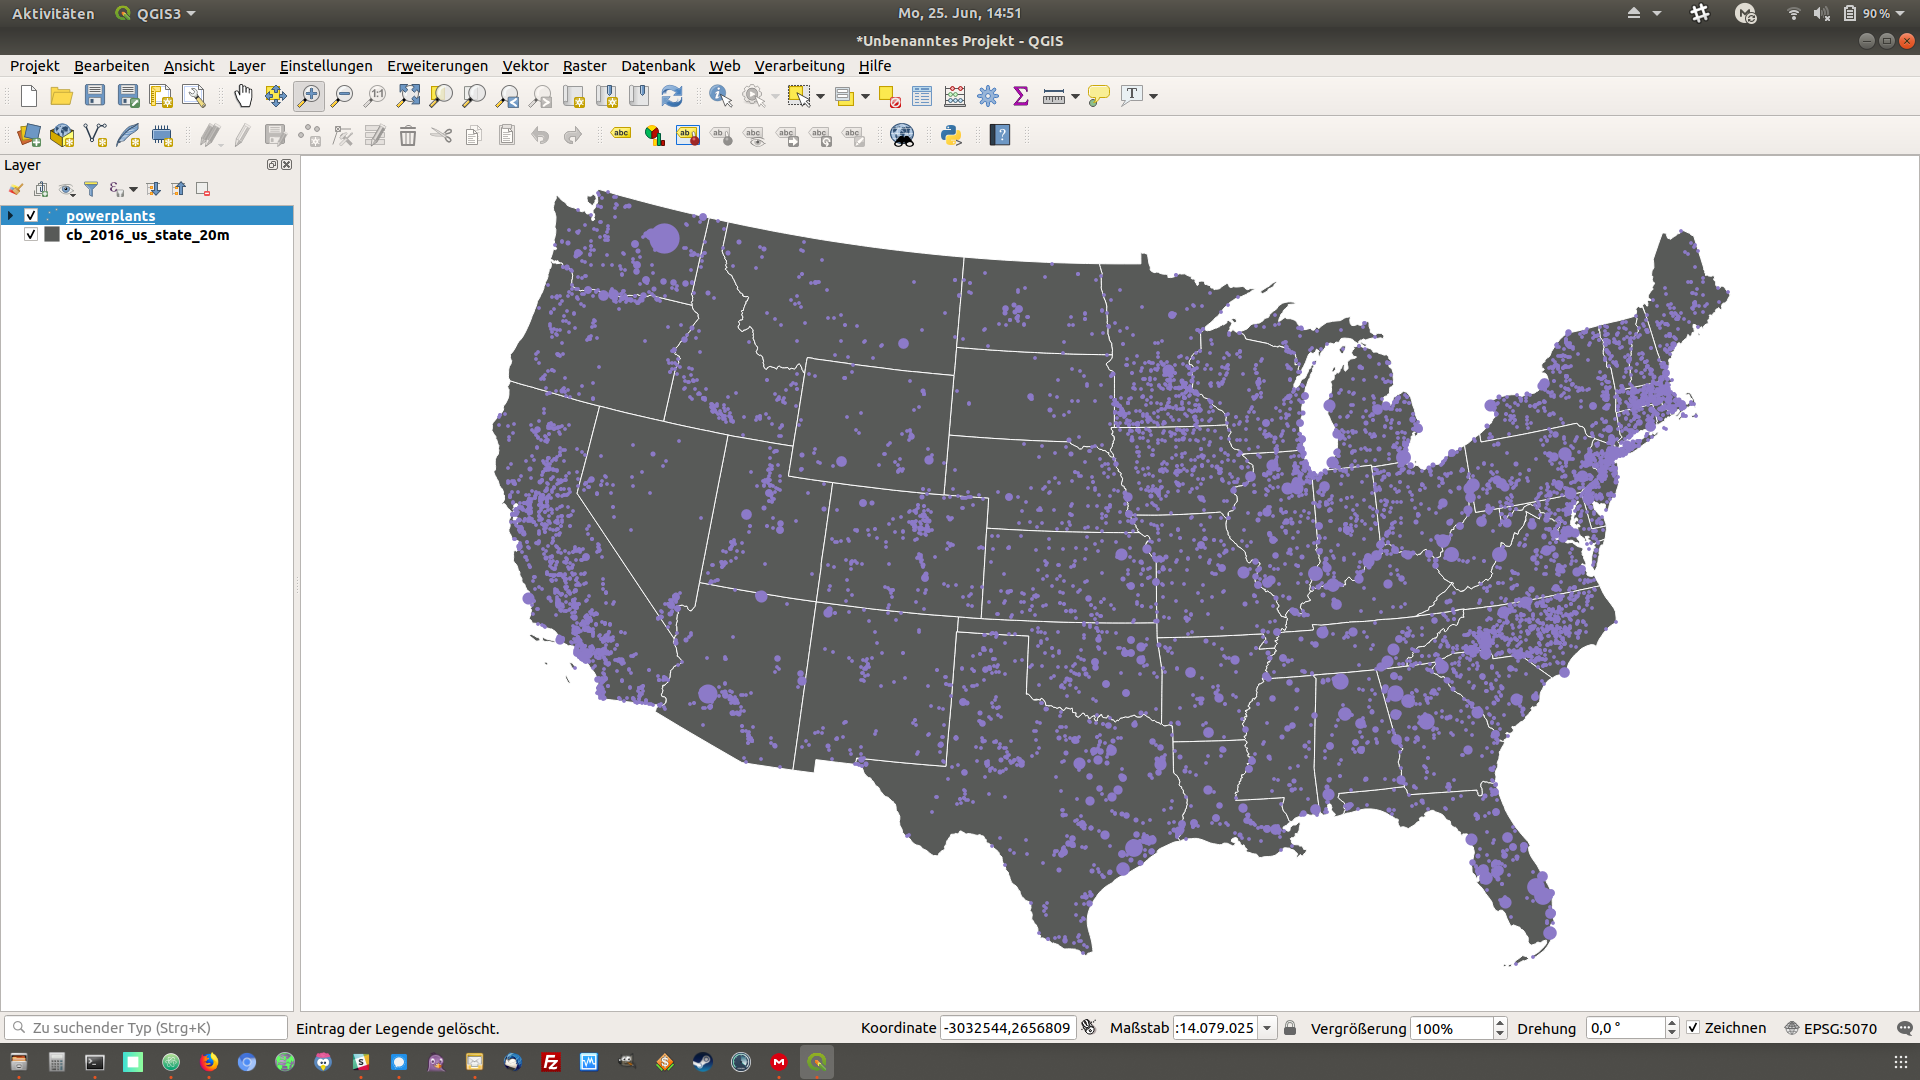 Aktivitäten QGIS3 Mo, 25. Jun, 14:51 90 %
*Unbenanntes Projekt - QGIS
Projekt Bearbeiten Ansicht Layer Einstellungen Erweiterungen Vektor Raster Datenbank Web Verarbeitung Hilfe
Layer
powerplants
cb_2016_us_state_20m
Zu suchender Typ (Strg+K) Eintrag der Legende gelöscht. Koordinate -3032544,2656809 Maßstab :14.079.025 Vergrößerung 100% Drehung 0,0 ° Zeichnen EPSG:5070